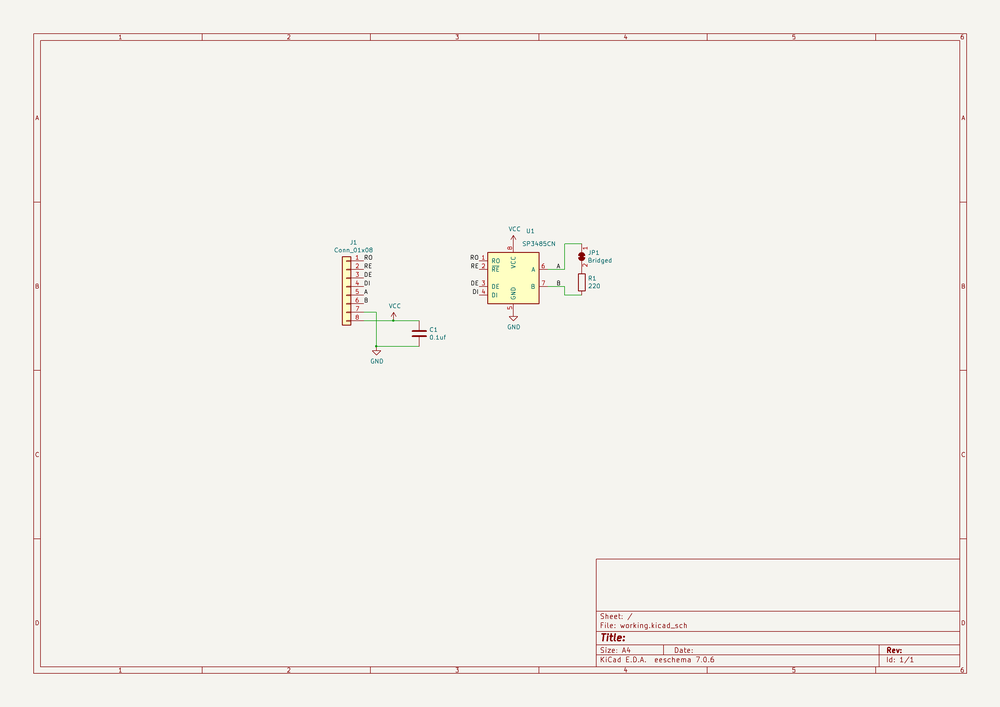 1 2 3 4 5 6
A A
J1
Conn_01x08
1 RO
2 RE
3 DE
4 DI
5 A
6 B
7
8
VCC
C1
0.1uf
GND
VCC U1
SP3485CN
8
RO 1 RO VCC
RE 2 RE
DE 3 DE
DI 4 DI
GND
5
GND
A 6 A
B 7 B
1
JP1
Bridged
2
R1
220
B B
C C
D D
Sheet: /
File: working.kicad_sch
Title:
Size: A4 Date: Rev:
KiCad E.D.A. eeschema 7.0.6 Id: 1/1
1 2 3 4 5 6